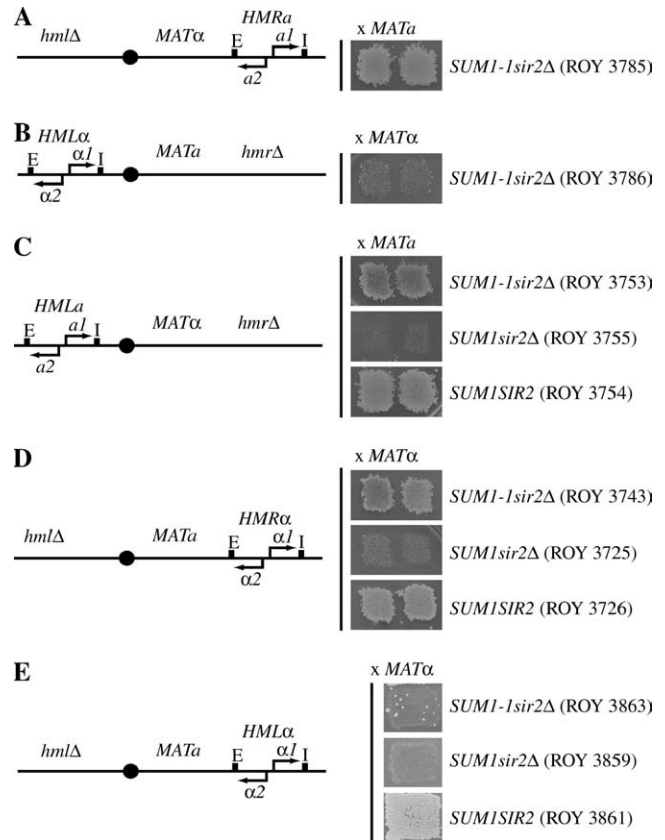 A
HMRa
hmlΔ MATα E a1 I
a2
x MATa
SUM1-1sir2Δ (ROY 3785)
B
HMLα
E α1 I MATa hmrΔ
α2
x MATα
SUM1-1sir2Δ (ROY 3786)
C
HMLa
E a1 I MATα hmrΔ
a2
x MATa
SUM1-1sir2Δ (ROY 3753)
SUM1sir2Δ (ROY 3755)
SUM1SIR2 (ROY 3754)
D
HMRα
hmlΔ MATa E α1 I
α2
x MATα
SUM1-1sir2Δ (ROY 3743)
SUM1sir2Δ (ROY 3725)
SUM1SIR2 (ROY 3726)
E
HMLα
hmlΔ MATa E α1 I
α2
x MATα
SUM1-1sir2Δ (ROY 3863)
SUM1sir2Δ (ROY 3859)
SUM1SIR2 (ROY 3861)